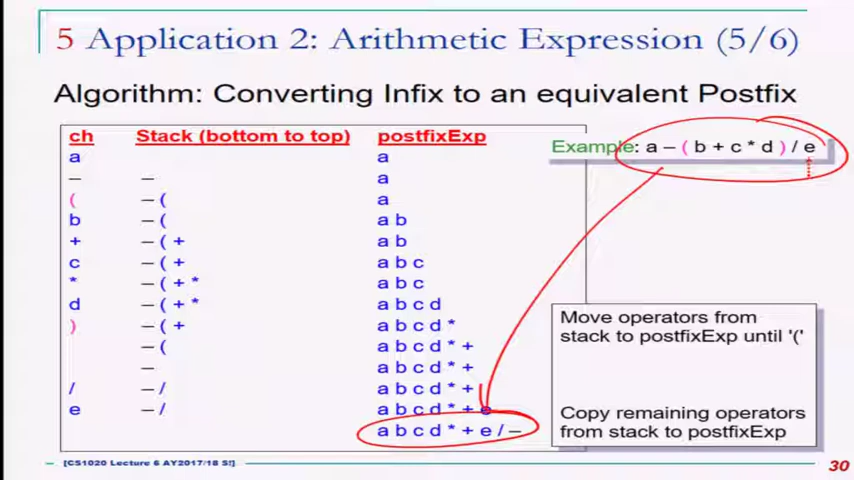 5 Application 2: Arithmetic Expression (5/6)
Algorithm: Converting Infix to an equivalent Postfix
ch Stack (bottom to top) postfixExp
Example: a – ( b + c * d ) / e
a a
– – a
( – ( a
b – ( a b
+ – ( + a b
c – ( + a b c
* – ( + * a b c
d – ( + * a b c d
) – ( + a b c d *
– ( a b c d * +
– a b c d * +
/ – / a b c d * +
e – / a b c d * + e
a b c d * + e / –
Move operators from
stack to postfixExp until '('
Copy remaining operators
from stack to postfixExp
[CS1020 Lecture 6 AY2017/18 S!]
30